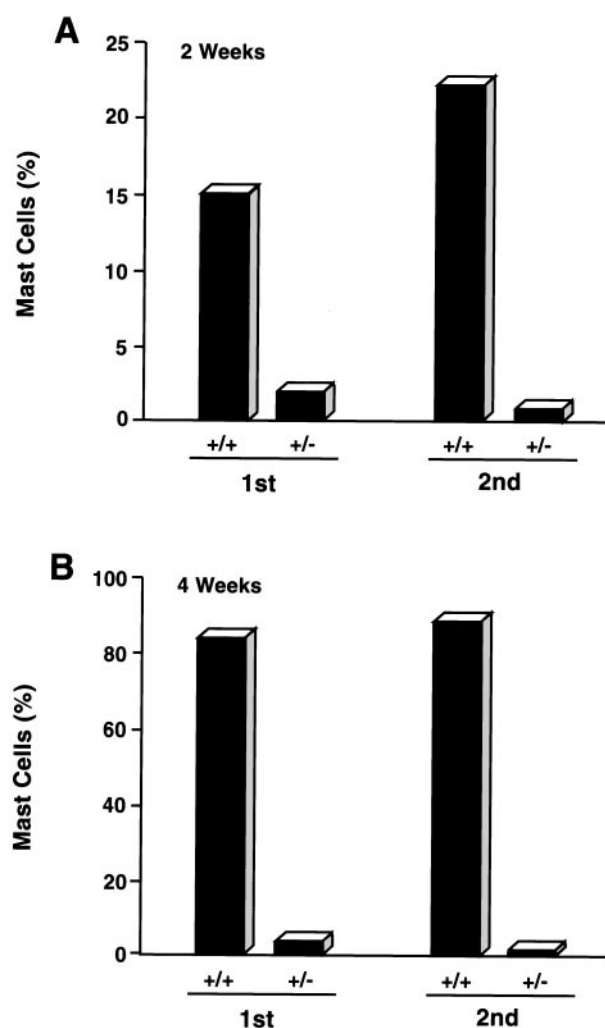 A
2 Weeks
25
20
15
10
5
0
Mast Cells (%)
+/+ +/- +/+ +/-
1st 2nd
B
4 Weeks
100
80
60
40
20
0
Mast Cells (%)
+/+ +/- +/+ +/-
1st 2nd